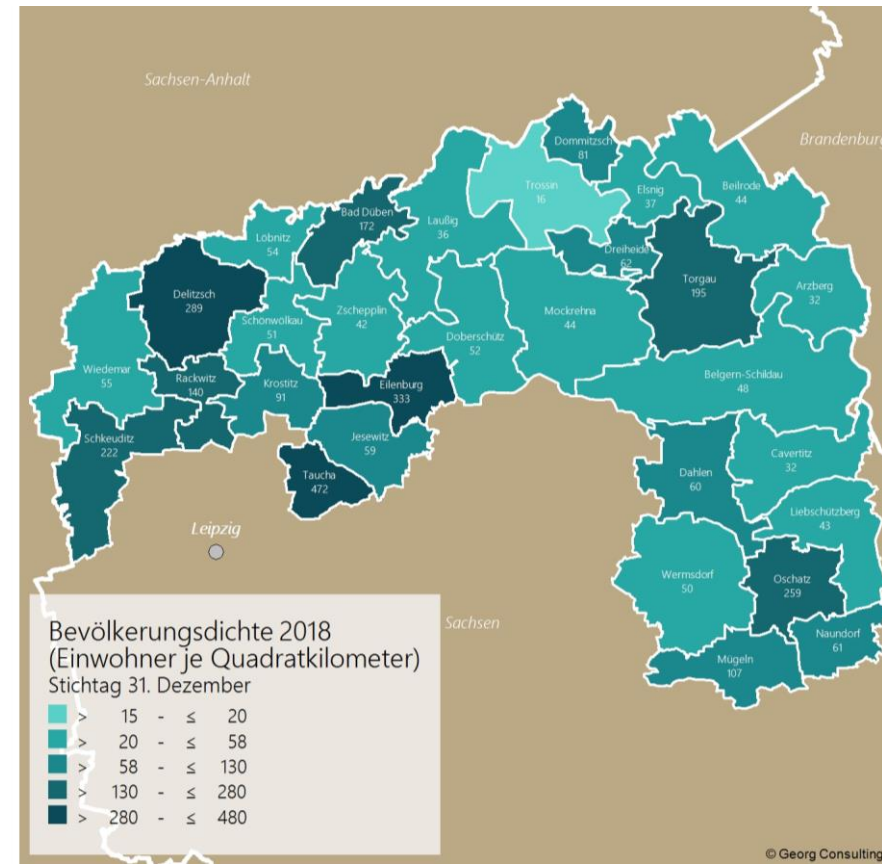 Sachsen-Anhalt
Brandenburg
Dommitzsch
81
Trossin
16
Elsnig
37
Beilrode
44
Bad Düben
172
Laußig
36
Löbnitz
54
Dreiheide
62
Torgau
195
Arzberg
32
Delitzsch
289
Zschepplin
42
Mockrehna
44
Schönwölkau
51
Doberschütz
52
Wiedemar
55
Rackwitz
140
Krostitz
91
Eilenburg
333
Belgern-Schildau
48
Schkeuditz
222
Jesewitz
59
Taucha
472
Cavertitz
32
Dahlen
60
Liebschützberg
43
Leipzig
Wermsdorf
50
Oschatz
259
Sachsen
Naundorf
61
Mügeln
107
Bevölkerungsdichte 2018
(Einwohner je Quadratkilometer)
Stichtag 31. Dezember
> 15 - ≤ 20
> 20 - ≤ 58
> 58 - ≤ 130
> 130 - ≤ 280
> 280 - ≤ 480
© Georg Consulting